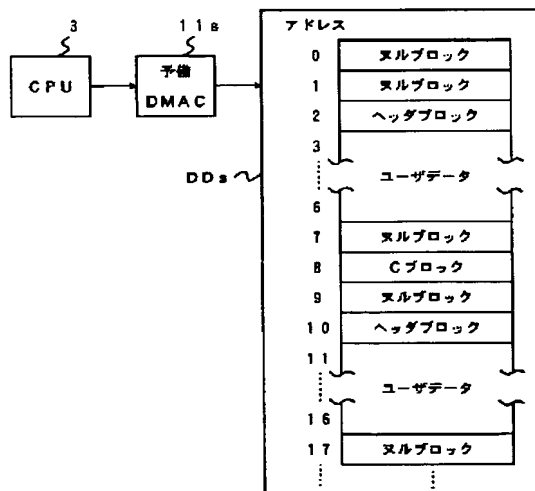 3
CPU
11s
予備
DMAC
DDs
アドレス
0 ヌルブロック
1 ヌルブロック
2 ヘッダブロック
3
ユーザデータ
6
7 ヌルブロック
8 Cブロック
9 ヌルブロック
10 ヘッダブロック
11
ユーザデータ
16
17 ヌルブロック